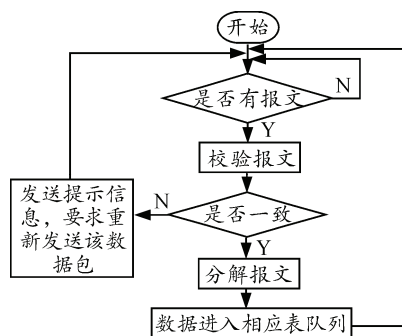 开始
是否有报文
N
Y
校验报文
发送提示信
息，要求重
新发送该数
据包
N
是否一致
Y
分解报文
数据进入相应表队列